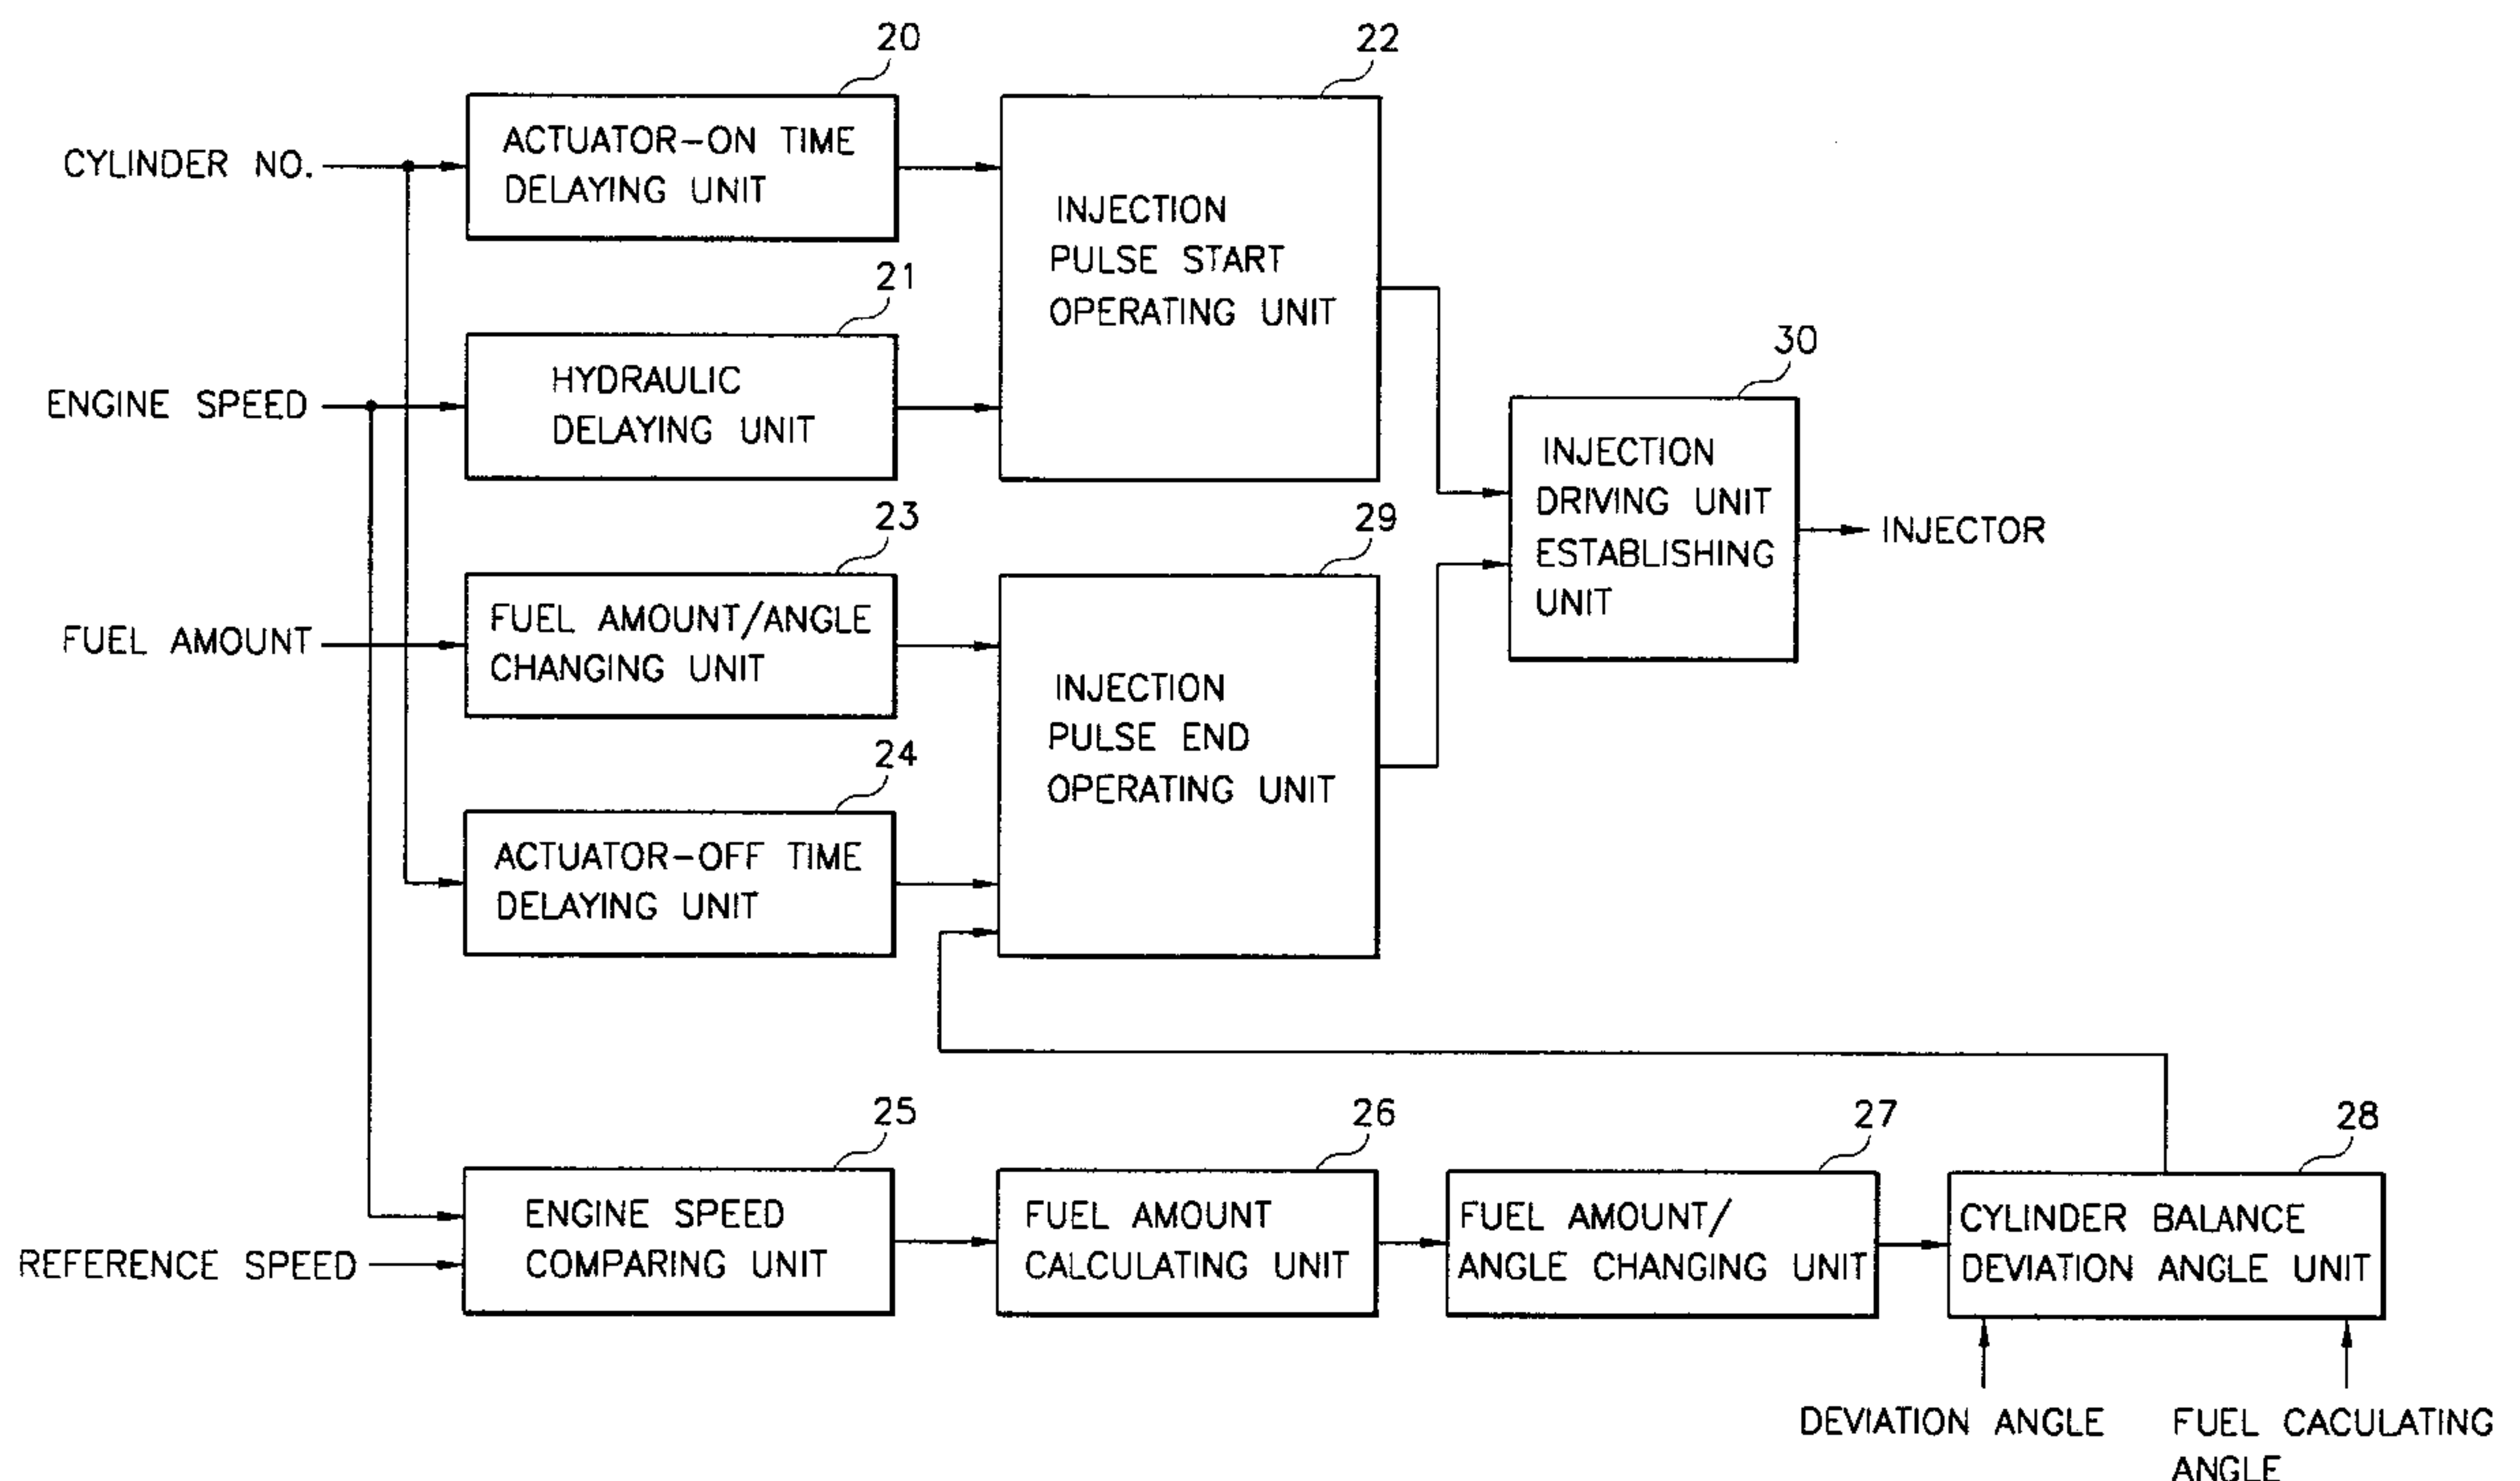 20
22
CYLINDER NO.
ACTUATOR-ON TIME
DELAYING UNIT
INJECTION
PULSE START
OPERATING UNIT
21
ENGINE SPEED
HYDRAULIC
DELAYING UNIT
30
INJECTION
DRIVING UNIT
ESTABLISHING
UNIT
INJECTOR
23
29
FUEL AMOUNT
FUEL AMOUNT/ANGLE
CHANGING UNIT
INJECTION
PULSE END
OPERATING UNIT
24
ACTUATOR-OFF TIME
DELAYING UNIT
25
26
27
28
REFERENCE SPEED
ENGINE SPEED
COMPARING UNIT
FUEL AMOUNT
CALCULATING UNIT
FUEL AMOUNT/
ANGLE CHANGING UNIT
CYLINDER BALANCE
DEVIATION ANGLE UNIT
DEVIATION ANGLE
FUEL CACULATING
ANGLE